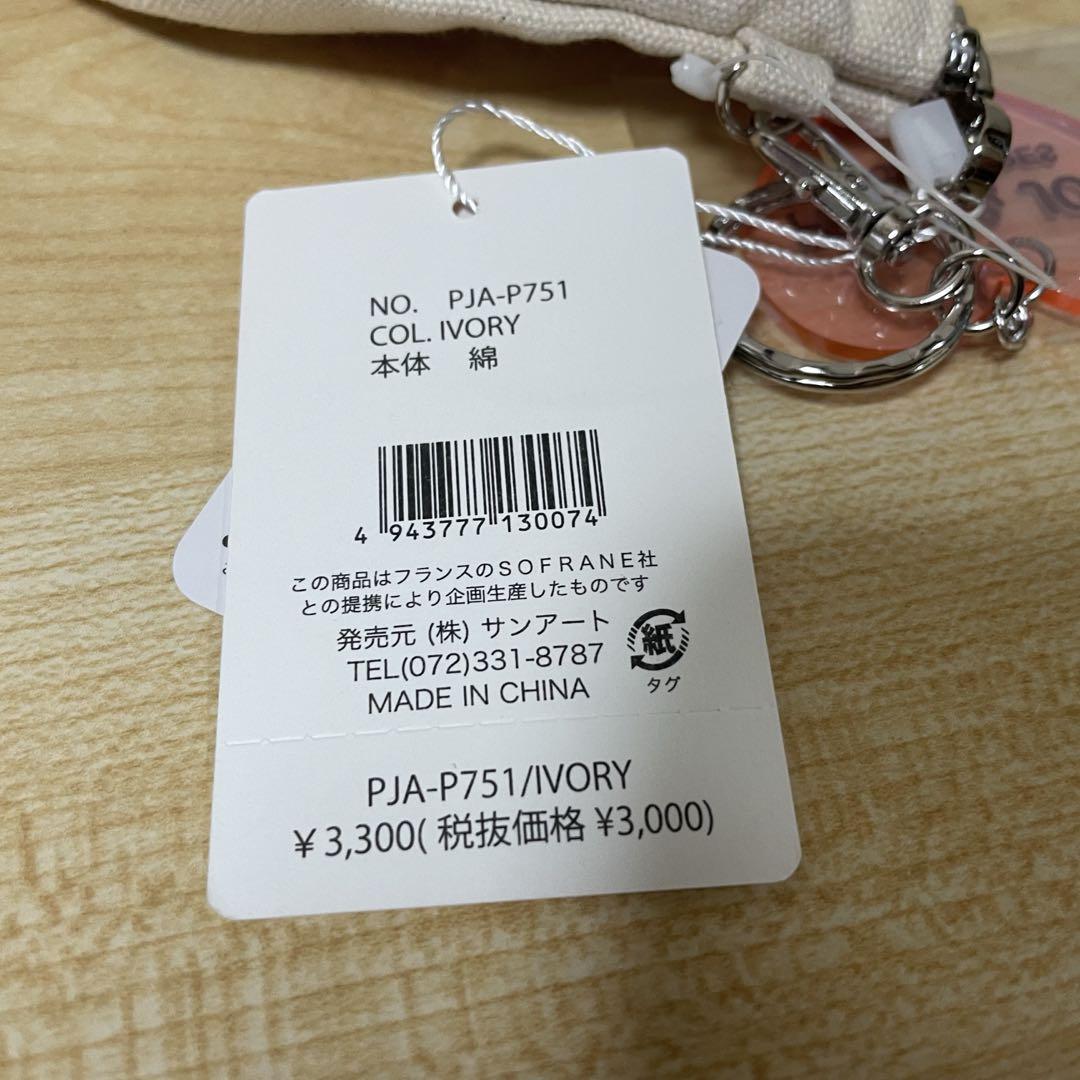 NO. PJA-P751
COL. IVORY
本体 綿
4 943777 130074
この商品はフランスのSOFRANE社
との提携により企画生産したものです
発売元 (株) サンアート
TEL(072)331-8787
MADE IN CHINA
紙
タグ
PJA-P751/IVORY
¥3,300( 税抜価格 ¥3,000)